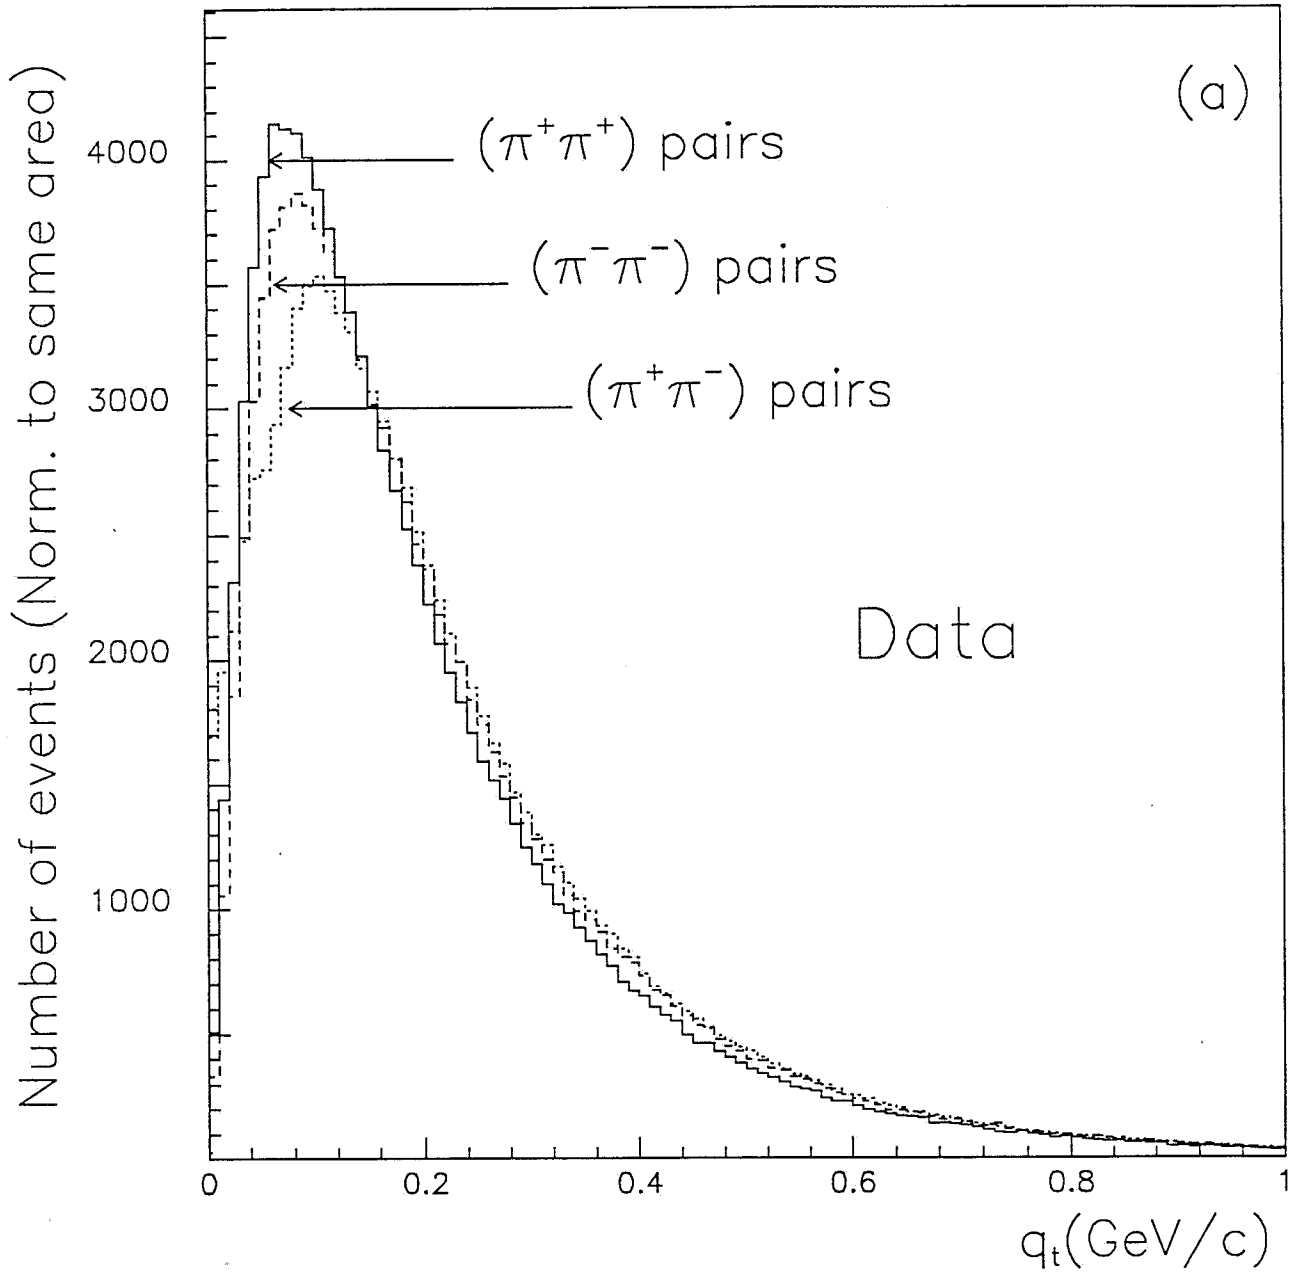 (a)
(π⁺π⁺) pairs
4000
(π⁻π⁻) pairs
(π⁺π⁻) pairs
3000
Data
2000
1000
Number of events (Norm. to same area)
0 0.2 0.4 0.6 0.8 1
qₜ(GeV/c)